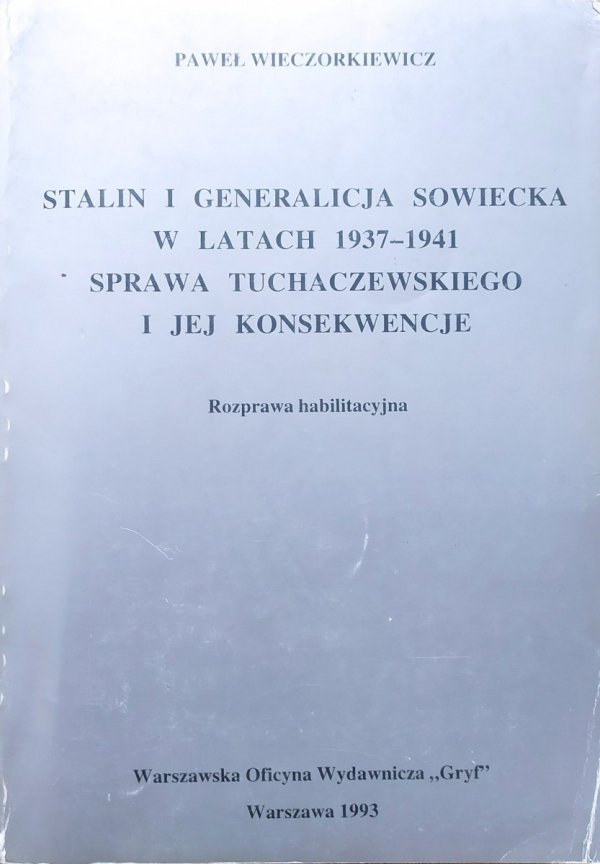 PAWEŁ WIECZORKIEWICZ
STALIN I GENERALICJA SOWIECKA
W LATACH 1937–1941
SPRAWA TUCHACZEWSKIEGO
I JEJ KONSEKWENCJE
Rozprawa habilitacyjna
Warszawska Oficyna Wydawnicza „Gryf”
Warszawa 1993